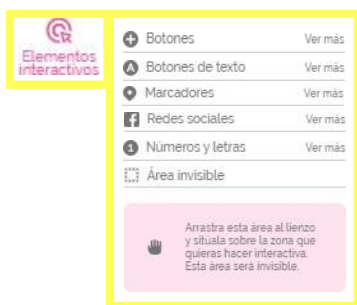 Elementos
interactivos
Botones Ver más
A Botones de texto Ver más
Marcadores Ver más
f Redes sociales Ver más
1 Números y letras Ver más
Área invisible
Arrastra esta área al lienzo
y sitúala sobre la zona que
quieras hacer interactiva.
Esta área será invisible.